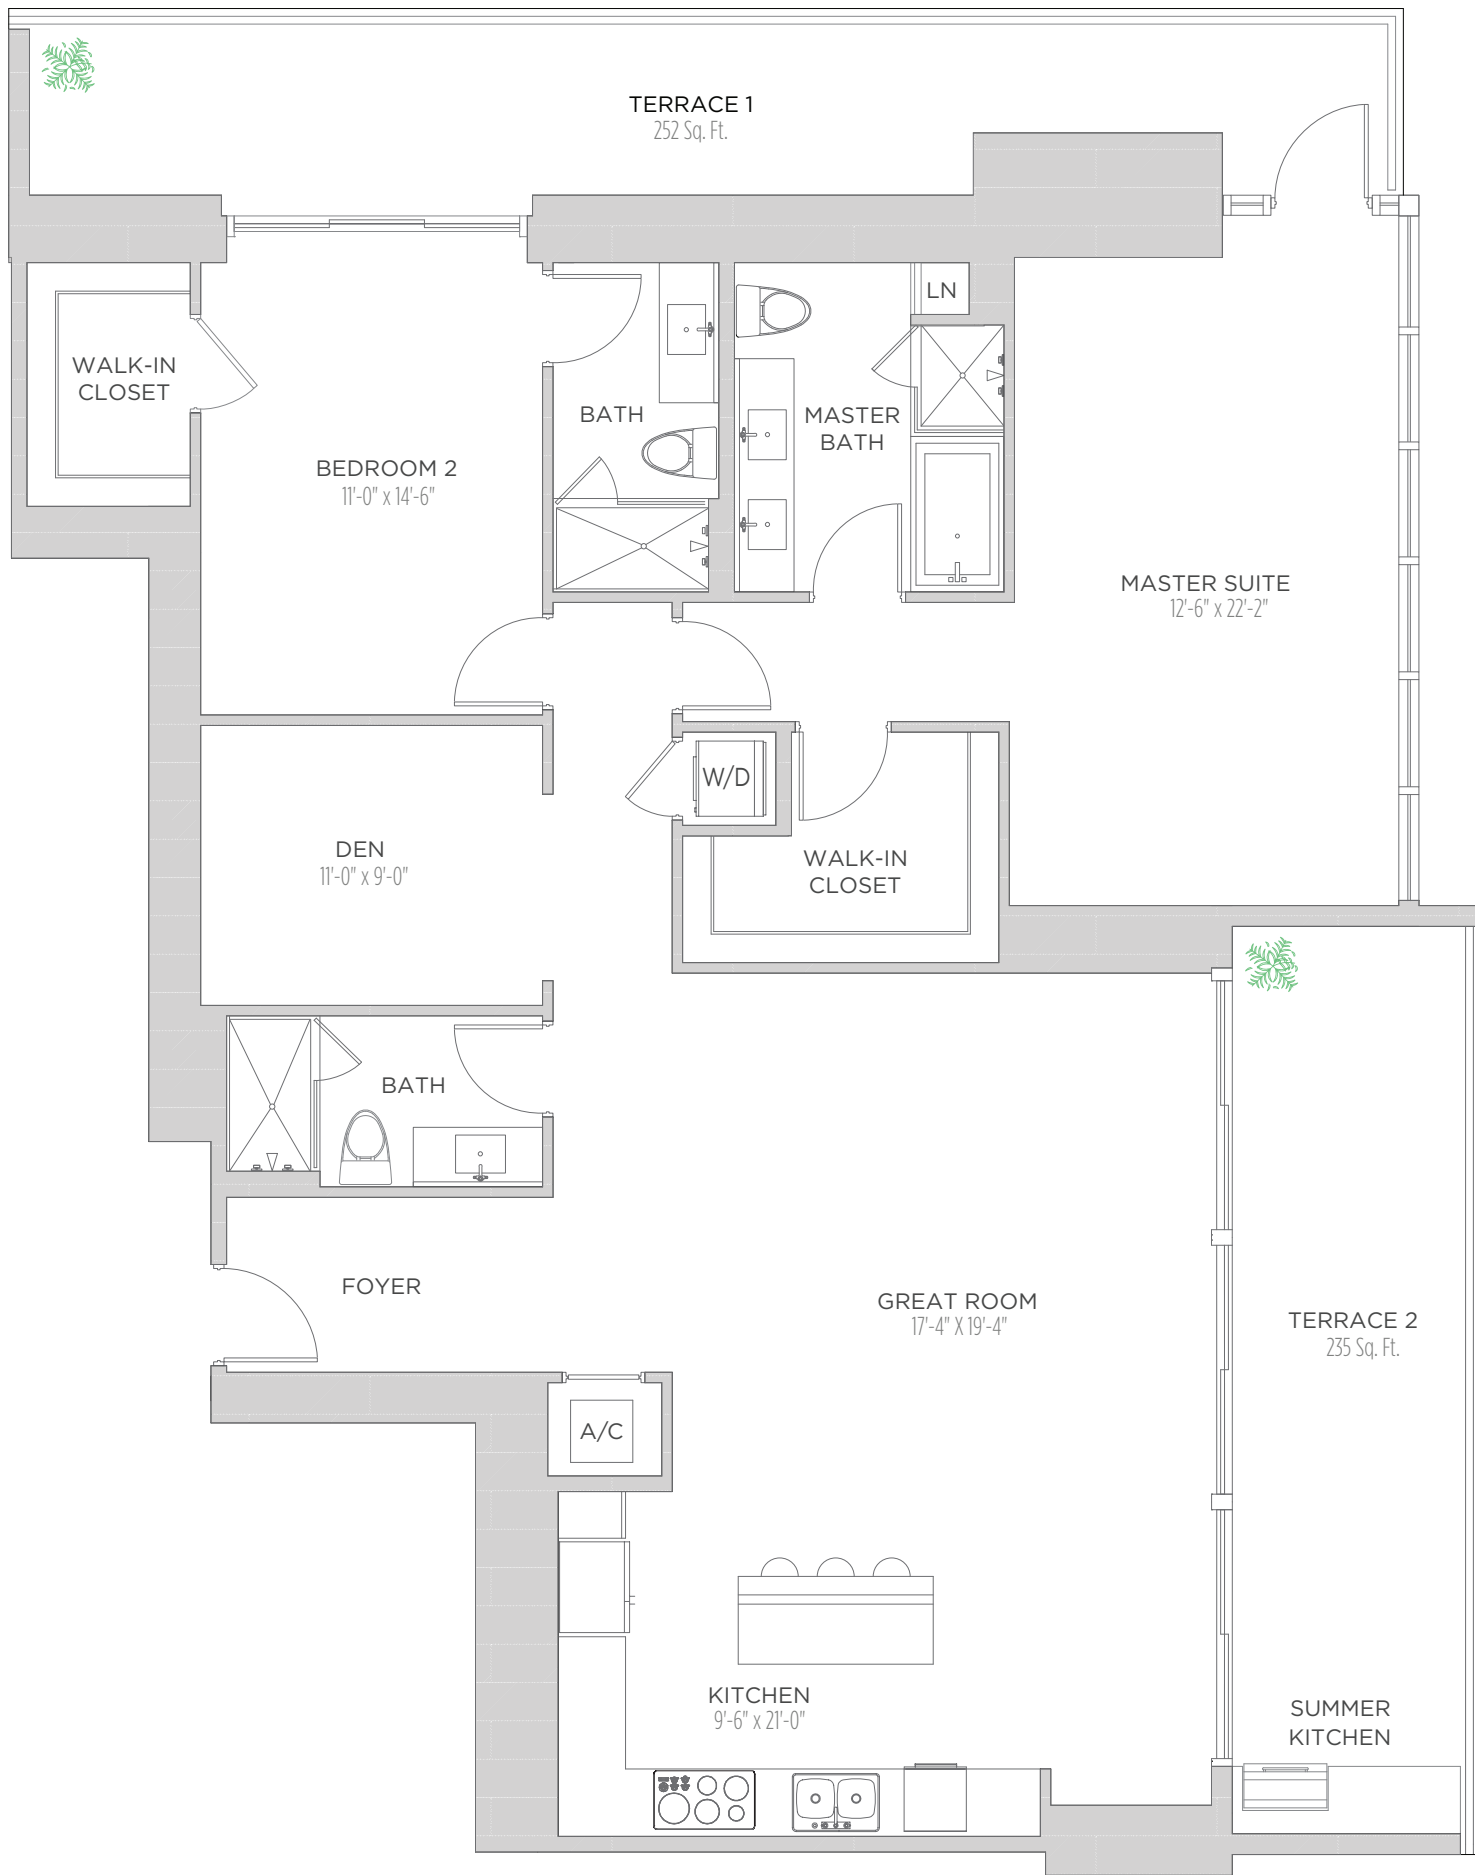 TERRACE 1
252 Sq. Ft.
LN
WALK-IN
CLOSET
BATH
MASTER
BATH
BEDROOM 2
11'-0" x 14'-6"
MASTER SUITE
12'-6" x 22'-2"
W/D
DEN
11'-0" x 9'-0"
WALK-IN
CLOSET
BATH
FOYER
GREAT ROOM
17'-4" X 19'-4"
TERRACE 2
235 Sq. Ft.
A/C
KITCHEN
9'-6" x 21'-0"
SUMMER
KITCHEN